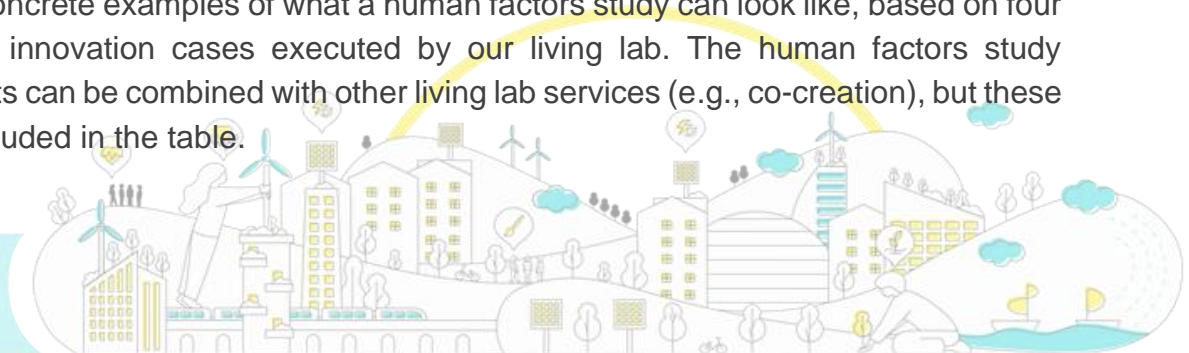 oncrete examples of what a human factors study can look like, based on four
innovation cases executed by our living lab. The human factors study
ts can be combined with other living lab services (e.g., co-creation), but these
uded in the table.